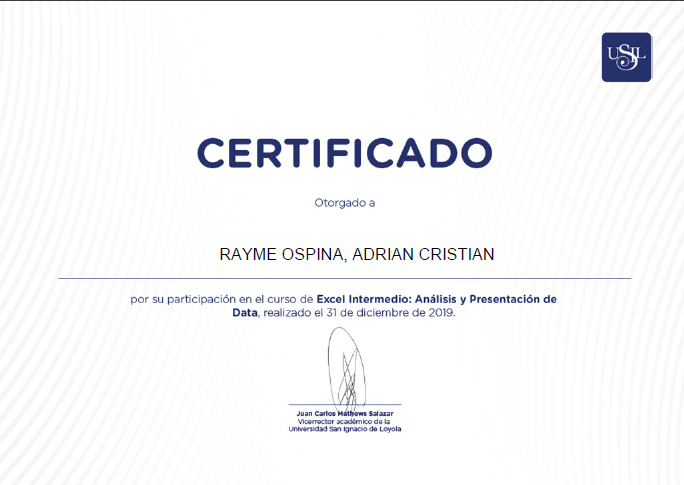 USIL
CERTIFICADO
Otorgado a
RAYME OSPINA, ADRIAN CRISTIAN
por su participación en el curso de Excel Intermedio: Análisis y Presentación de
Data, realizado el 31 de diciembre de 2019.
Juan Carlos Mathews Salazar
Vicerrector académico de la
Universidad San Ignacio de Loyola